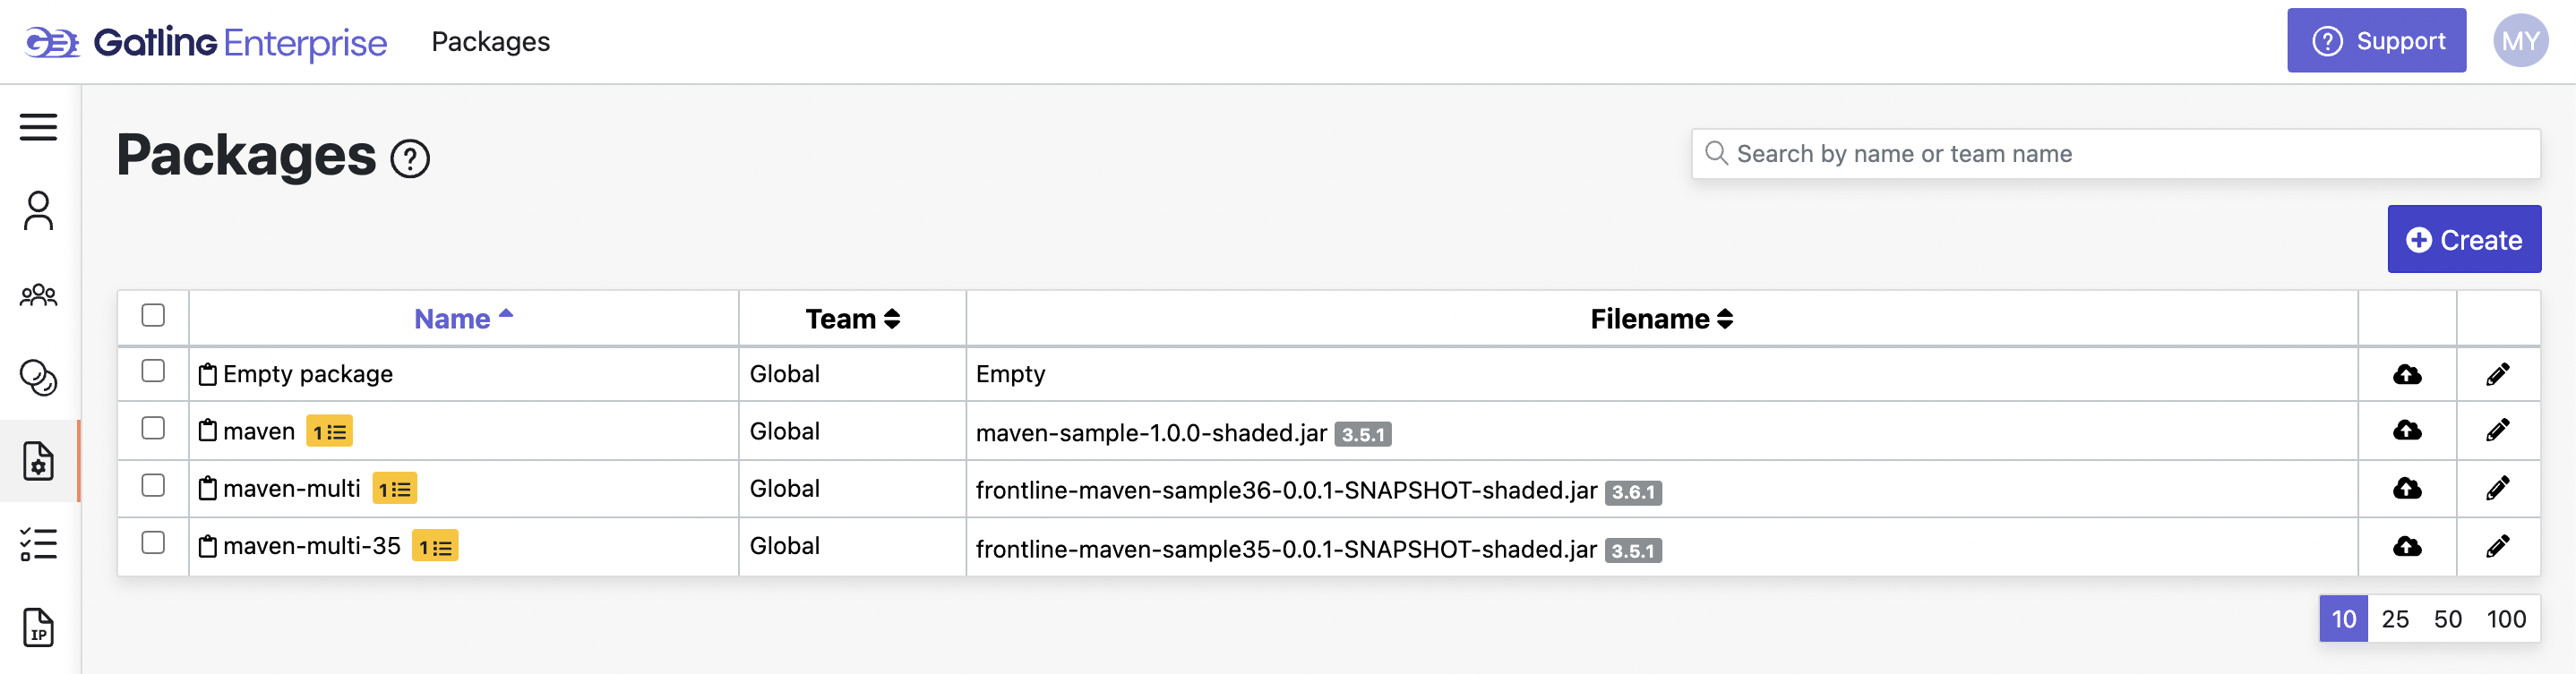 Gatling Enterprise Packages Support MY
Packages ?
Search by name or team name
Create
Name Team Filename
Empty package Global Empty
maven 1 Global maven-sample-1.0.0-shaded.jar 3.5.1
maven-multi 1 Global frontline-maven-sample36-0.0.1-SNAPSHOT-shaded.jar 3.6.1
maven-multi-35 1 Global frontline-maven-sample35-0.0.1-SNAPSHOT-shaded.jar 3.5.1
IP
10 25 50 100